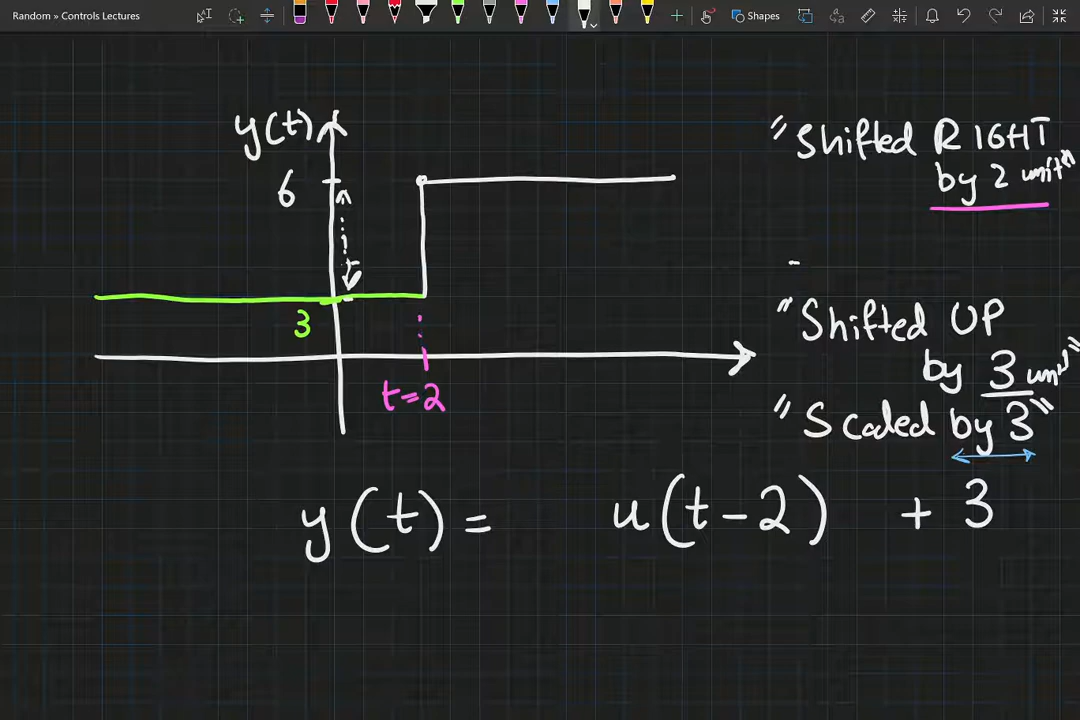 Random » Controls Lectures
Shapes
y(t)
6
3
t=2
"Shifted RIGHT
by 2 unit"
"Shifted UP
by 3 unit"
"Scaled by 3"
y(t) = u(t-2) + 3